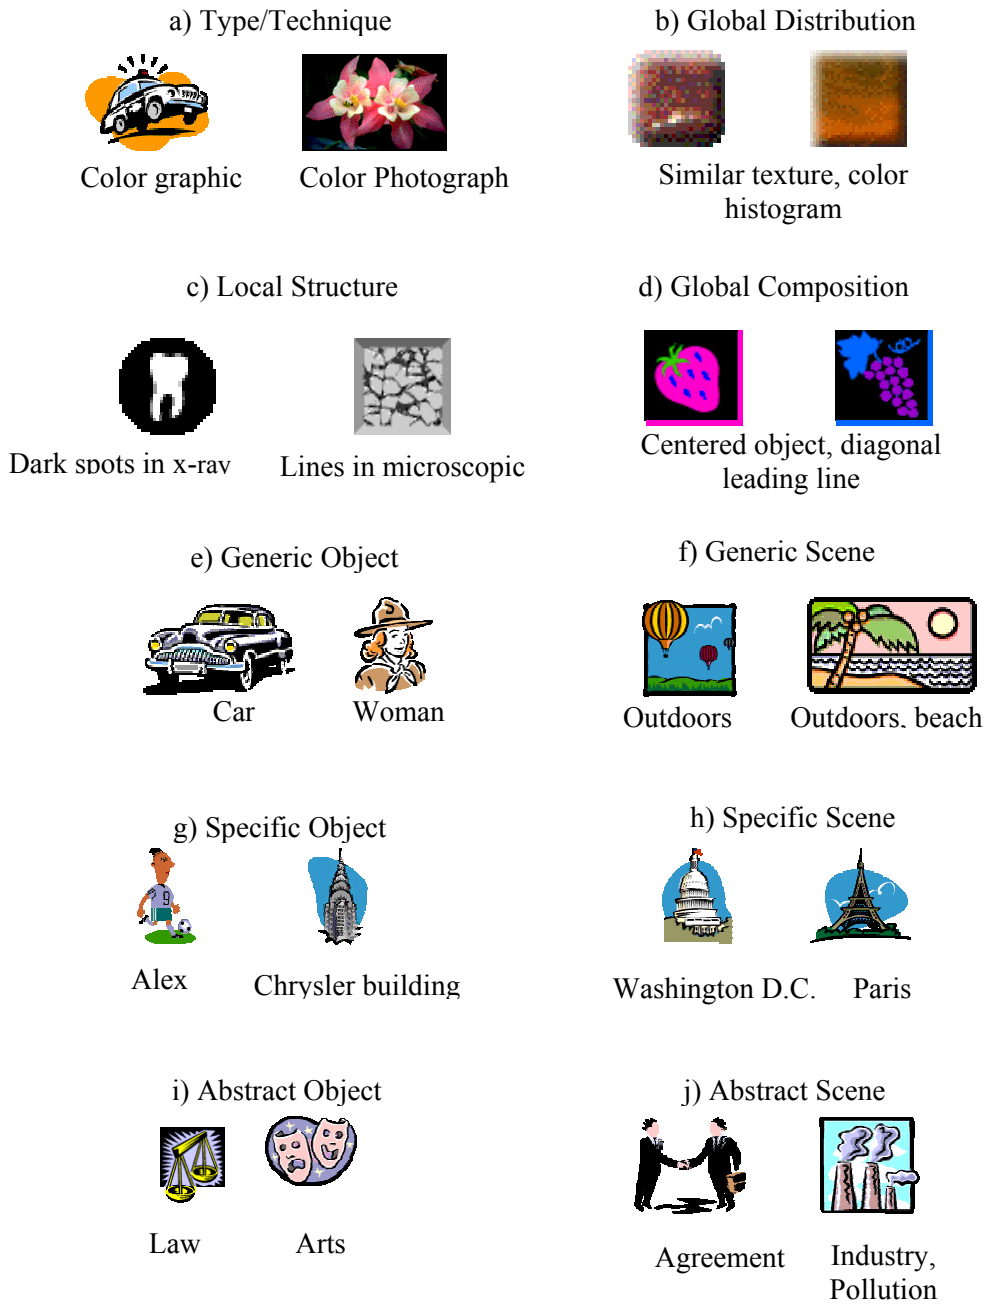 a) Type/Technique
b) Global Distribution
Color graphic
Color Photograph
Similar texture, color
histogram
c) Local Structure
d) Global Composition
Dark spots in x-ray
Lines in microscopic
Centered object, diagonal
leading line
e) Generic Object
f) Generic Scene
Car
Woman
Outdoors
Outdoors, beach
g) Specific Object
h) Specific Scene
9
Alex
Chrysler building
Washington D.C.
Paris
i) Abstract Object
j) Abstract Scene
Law
Arts
Agreement
Industry,
Pollution